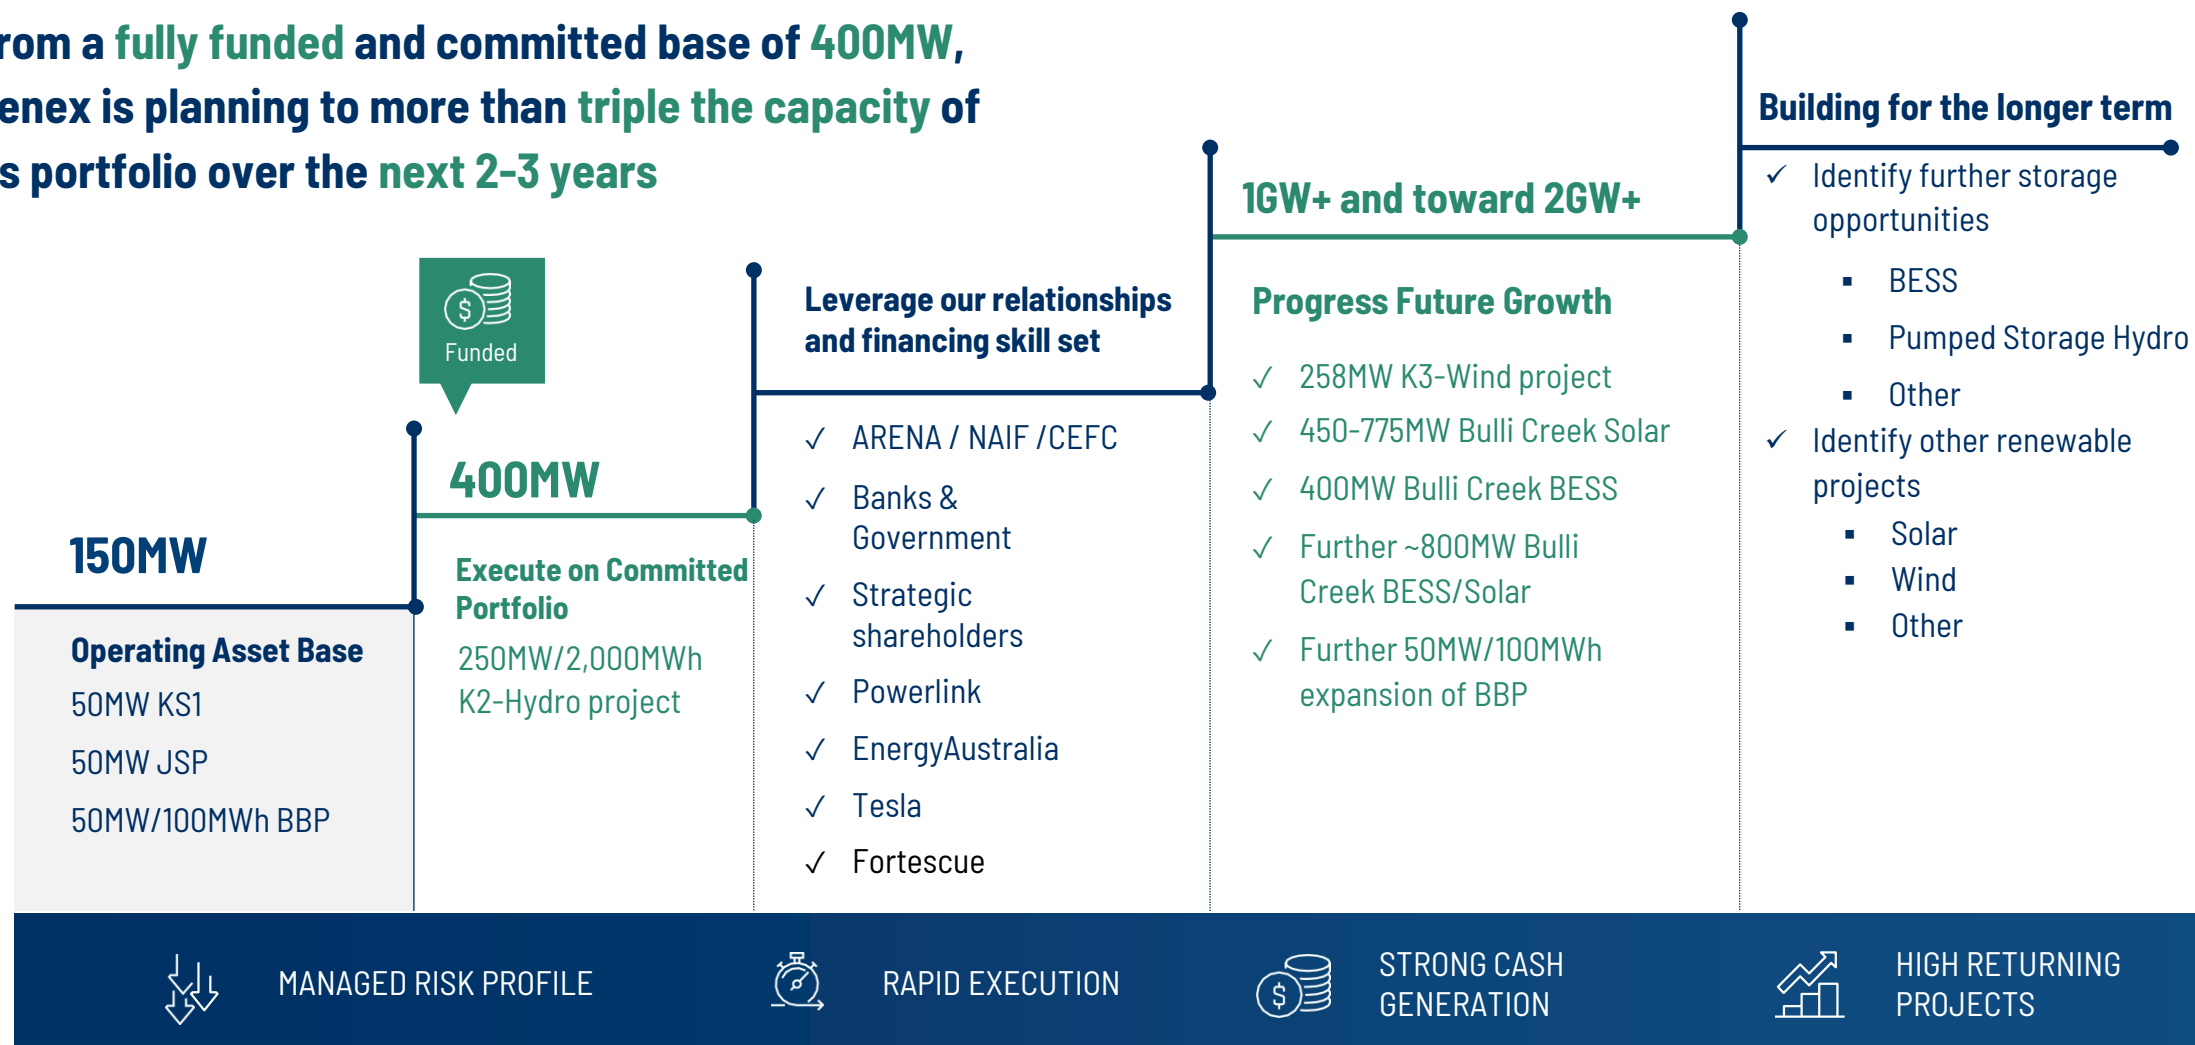 rom a fully funded and committed base of 400MW,
enex is planning to more than triple the capacity of
s portfolio over the next 2-3 years
150MW
Operating Asset Base
50MW KS1
50MW JSP
50MW/100MWh BBP
Funded
400MW
Execute on Committed
Portfolio
250MW/2,000MWh
K2-Hydro project
Leverage our relationships
and financing skill set
✓ ARENA / NAIF /CEFC
✓ Banks &
Government
✓ Strategic
shareholders
✓ Powerlink
✓ EnergyAustralia
✓ Tesla
✓ Fortescue
1GW+ and toward 2GW+
Progress Future Growth
✓ 258MW K3-Wind project
✓ 450-775MW Bulli Creek Solar
✓ 400MW Bulli Creek BESS
✓ Further ~800MW Bulli
Creek BESS/Solar
✓ Further 50MW/100MWh
expansion of BBP
Building for the longer term
✓ Identify further storage
opportunities
▪ BESS
▪ Pumped Storage Hydro
▪ Other
✓ Identify other renewable
projects
▪ Solar
▪ Wind
▪ Other
MANAGED RISK PROFILE
RAPID EXECUTION
STRONG CASH
GENERATION
HIGH RETURNING
PROJECTS